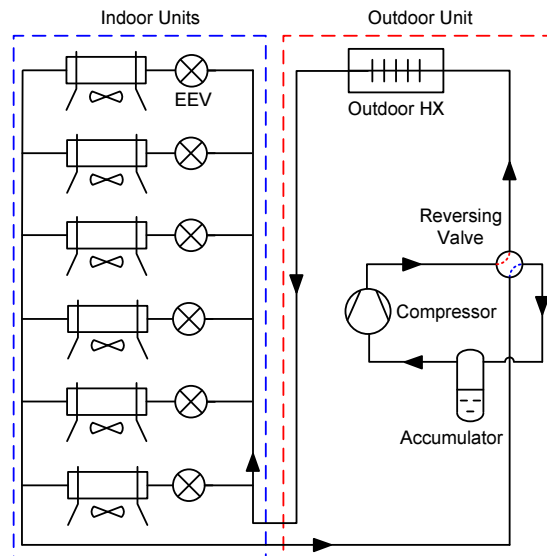 Indoor Units
Outdoor Unit
EEV
Outdoor HX
Reversing
Valve
Compressor
Accumulator